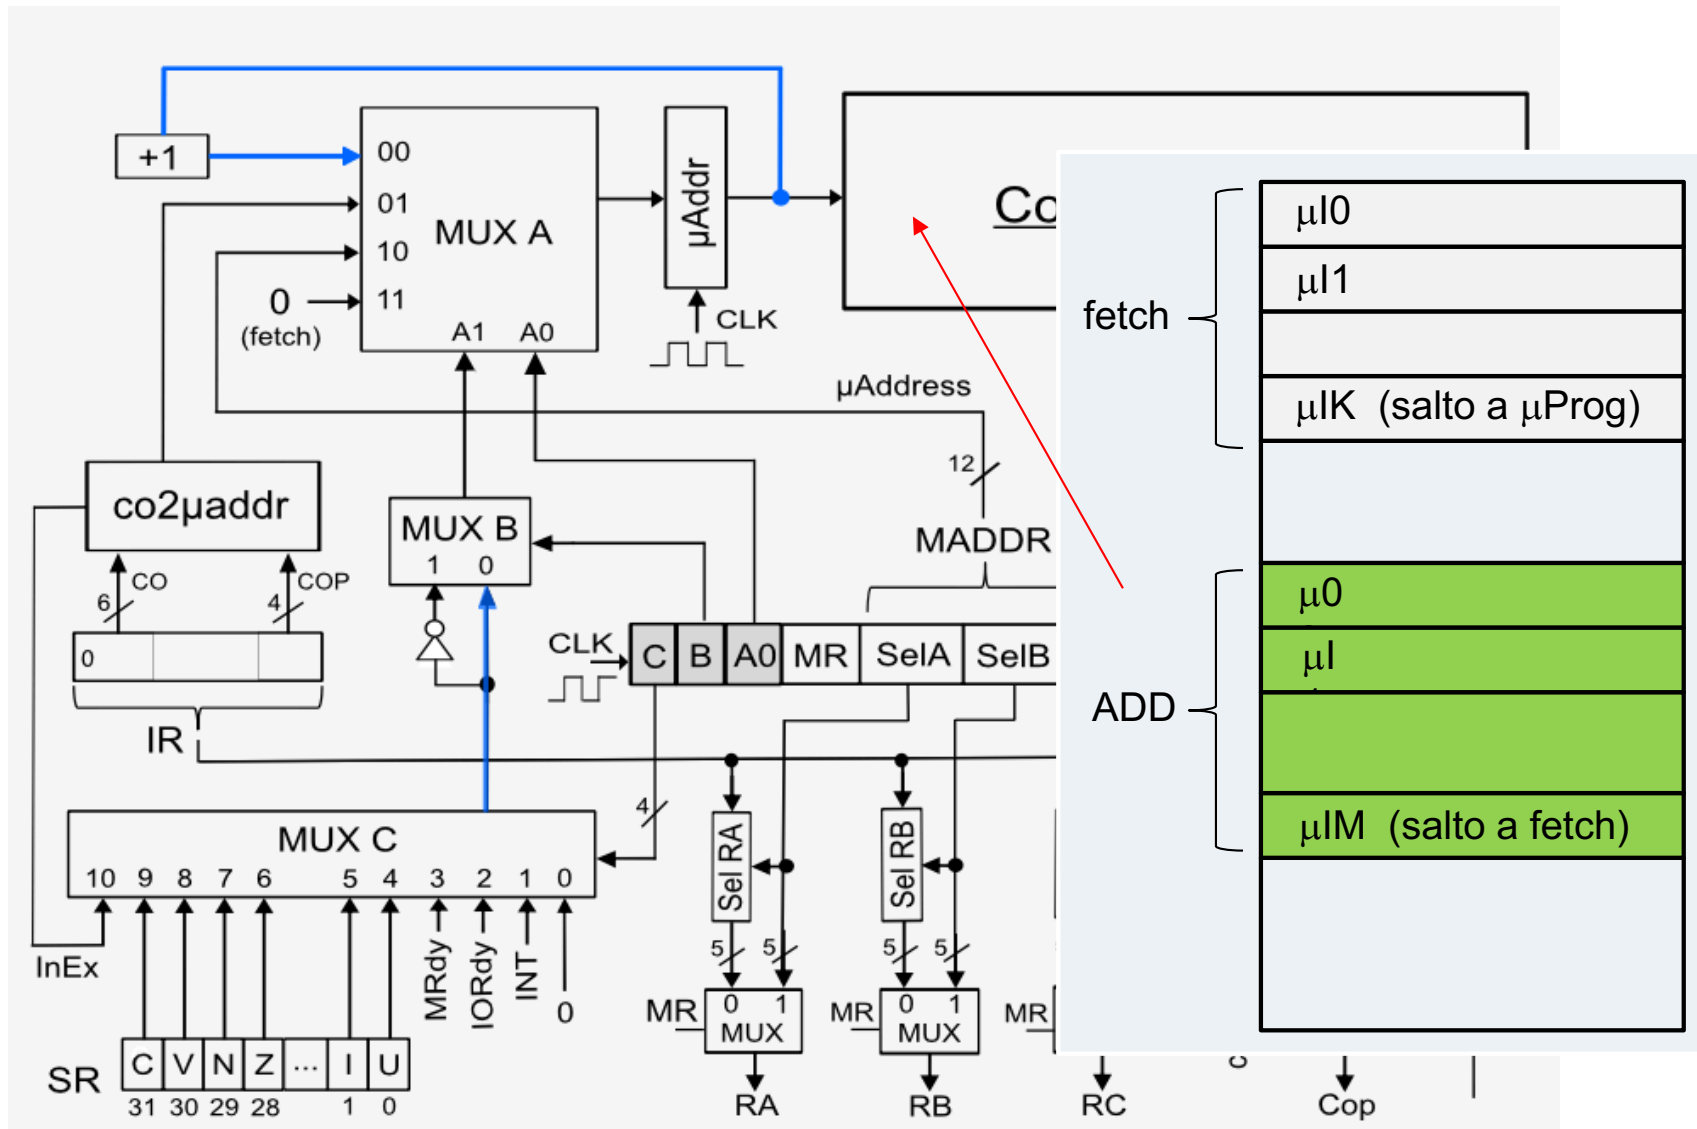 +1
00
01
10
11
MUX A
A1 A0
0
(fetch)
µAddr
CLK
Co
µAddress
12
MADDR
co2µaddr
CO
COP
6
4
0
IR
MUX B
1 0
CLK
C B A0 MR SelA SelB
MUX C
10 9 8 7 6 5 4 3 2 1 0
4
InEx
MRdy
IORdy
INT
0
SR
C V N Z ... I U
31 30 29 28 1 0
Sel RA
Sel RB
5 5
5 5
MR 0 1
MUX
MR 0 1
MUX
MR
RA
RB
RC
Cop
fetch
µI0
µI1
µIK (salto a µProg)
ADD
µ0
µI
µIM (salto a fetch)